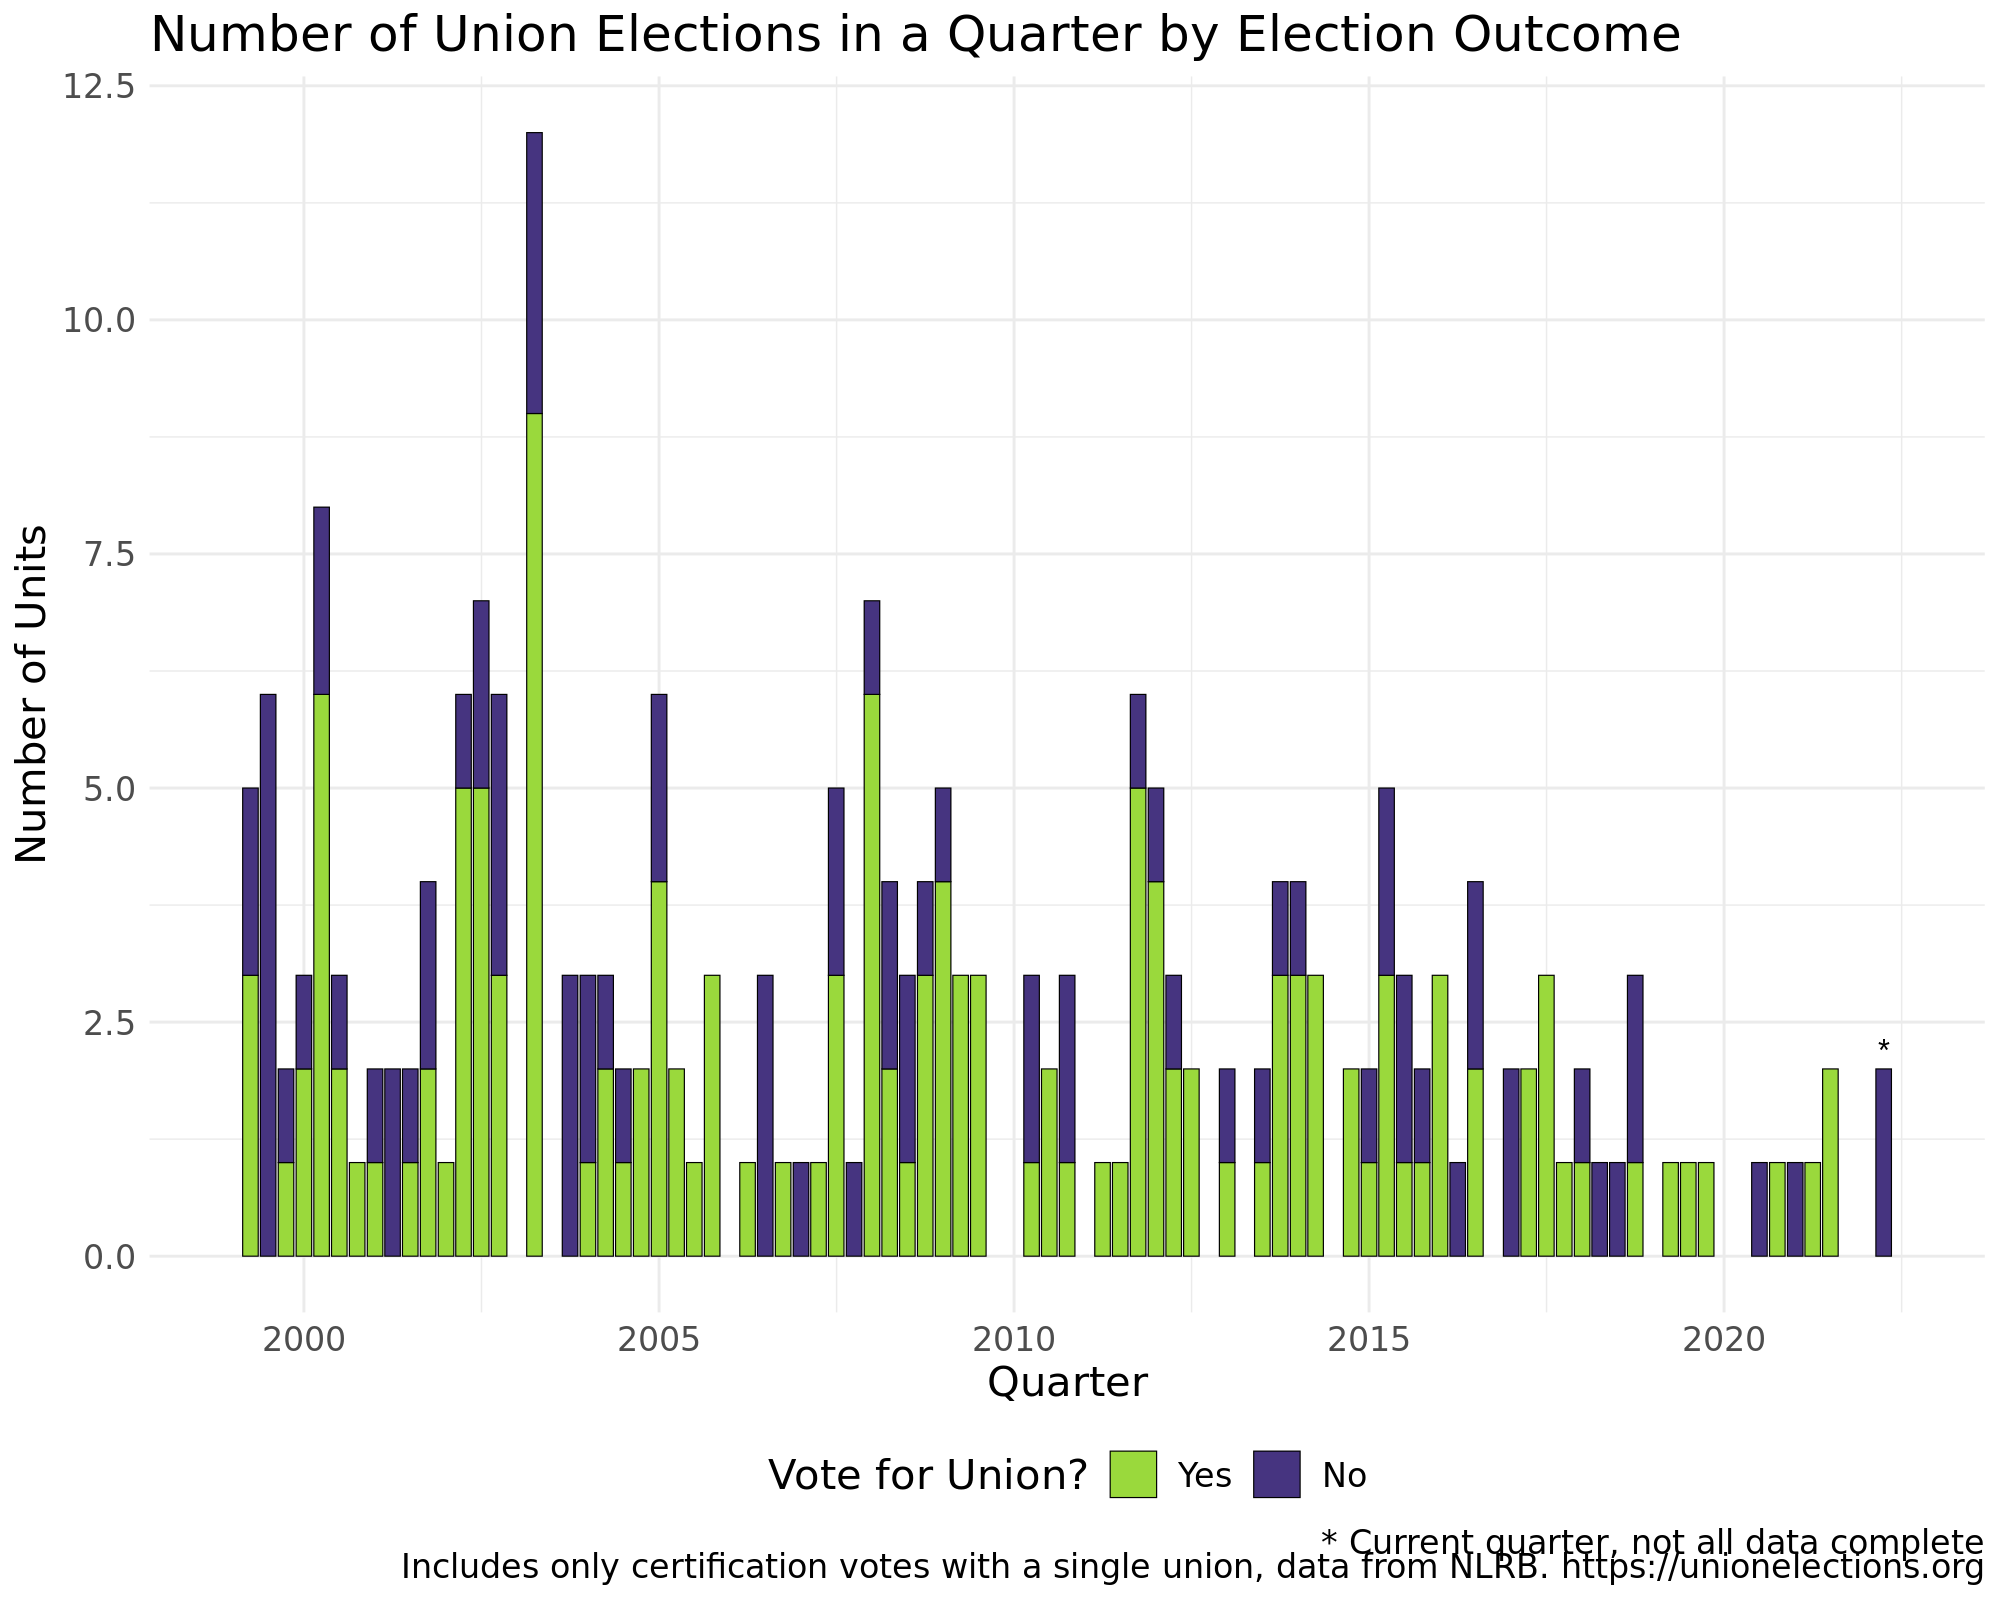 Number of Union Elections in a Quarter by Election Outcome
12.5
10.0
7.5
5.0
2.5
0.0
Number of Units
*
2000 2005 2010 2015 2020
Quarter
Vote for Union? Yes No
* Current quarter, not all data complete
Includes only certification votes with a single union, data from NLRB. https://unionelections.org